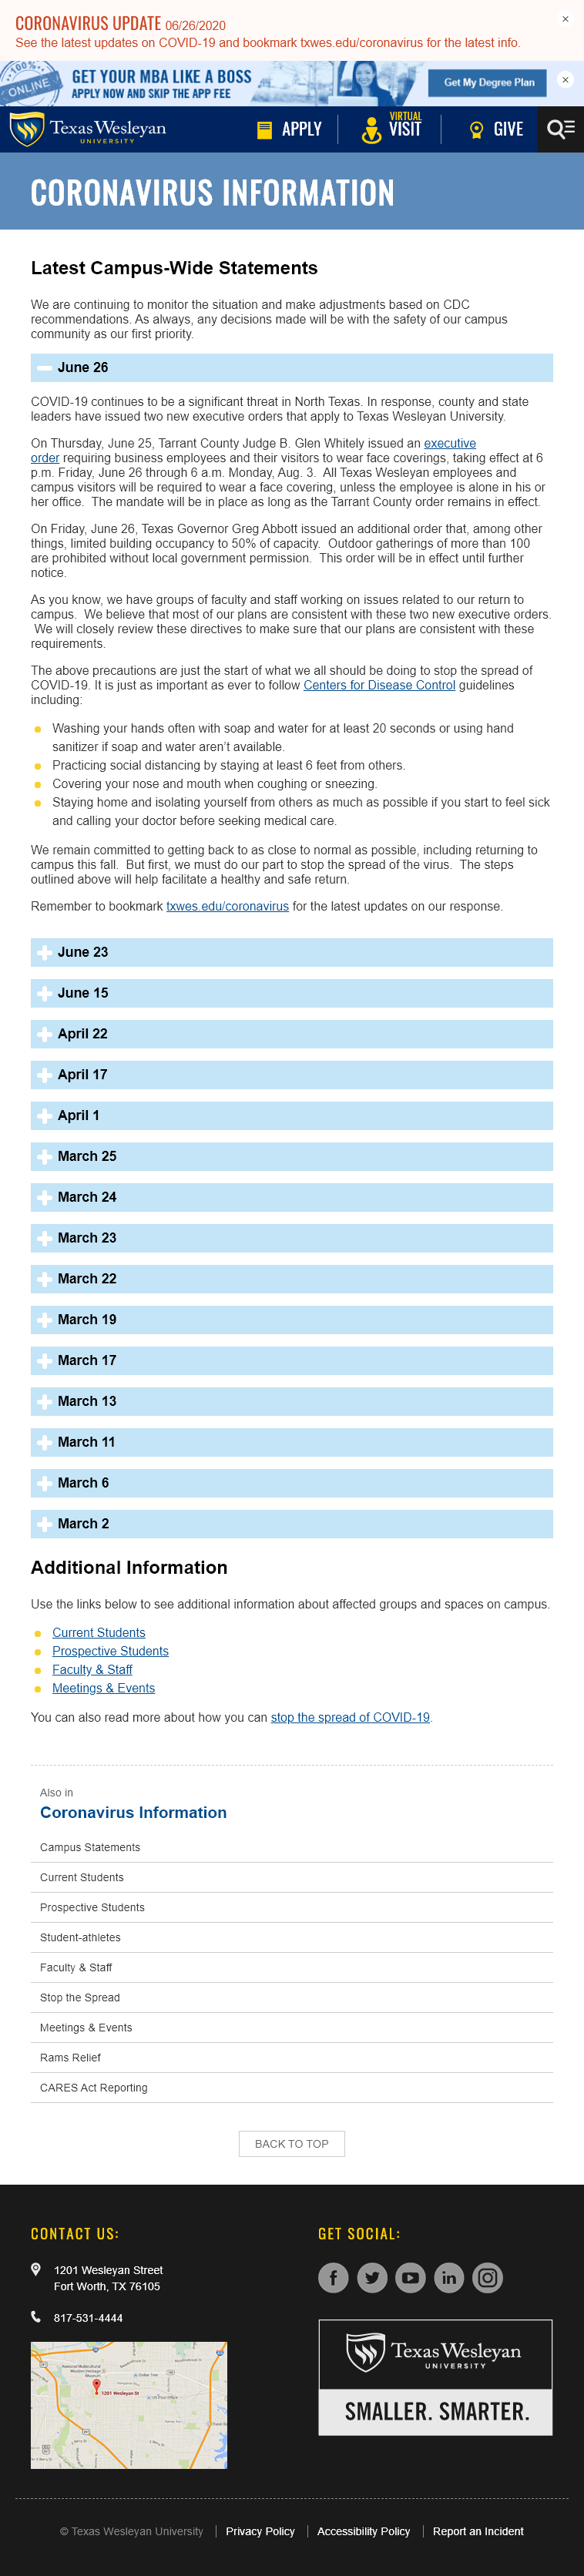 CORONAVIRUS UPDATE 06/26/2020
See the latest updates on COVID-19 and bookmark txwes.edu/coronavirus for the latest info.
100%
ONLINE
GET YOUR MBA LIKE A BOSS
APPLY NOW AND SKIP THE APP FEE
Get My Degree Plan
Texas Wesleyan
UNIVERSITY
APPLY
VIRTUAL
VISIT
GIVE
CORONAVIRUS INFORMATION
Latest Campus-Wide Statements
We are continuing to monitor the situation and make adjustments based on CDC
recommendations. As always, any decisions made will be with the safety of our campus
community as our first priority.
June 26
COVID-19 continues to be a significant threat in North Texas. In response, county and state
leaders have issued two new executive orders that apply to Texas Wesleyan University.
On Thursday, June 25, Tarrant County Judge B. Glen Whitely issued an executive
order requiring business employees and their visitors to wear face coverings, taking effect at 6
p.m. Friday, June 26 through 6 a.m. Monday, Aug. 3.  All Texas Wesleyan employees and
campus visitors will be required to wear a face covering, unless the employee is alone in his or
her office.  The mandate will be in place as long as the Tarrant County order remains in effect.
On Friday, June 26, Texas Governor Greg Abbott issued an additional order that, among other
things, limited building occupancy to 50% of capacity.  Outdoor gatherings of more than 100
are prohibited without local government permission.  This order will be in effect until further
notice.
As you know, we have groups of faculty and staff working on issues related to our return to
campus.  We believe that most of our plans are consistent with these two new executive orders.
We will closely review these directives to make sure that our plans are consistent with these
requirements.
The above precautions are just the start of what we all should be doing to stop the spread of
COVID-19. It is just as important as ever to follow Centers for Disease Control guidelines
including:
Washing your hands often with soap and water for at least 20 seconds or using hand
sanitizer if soap and water aren't available.
Practicing social distancing by staying at least 6 feet from others.
Covering your nose and mouth when coughing or sneezing.
Staying home and isolating yourself from others as much as possible if you start to feel sick
and calling your doctor before seeking medical care.
We remain committed to getting back to as close to normal as possible, including returning to
campus this fall.  But first, we must do our part to stop the spread of the virus.  The steps
outlined above will help facilitate a healthy and safe return.
Remember to bookmark txwes.edu/coronavirus for the latest updates on our response.
June 23
June 15
April 22
April 17
April 1
March 25
March 24
March 23
March 22
March 19
March 17
March 13
March 11
March 6
March 2
Additional Information
Use the links below to see additional information about affected groups and spaces on campus.
Current Students
Prospective Students
Faculty & Staff
Meetings & Events
You can also read more about how you can stop the spread of COVID-19.
Also in
Coronavirus Information
Campus Statements
Current Students
Prospective Students
Student-athletes
Faculty & Staff
Stop the Spread
Meetings & Events
Rams Relief
CARES Act Reporting
BACK TO TOP
CONTACT US:
1201 Wesleyan Street
Fort Worth, TX 76105
817-531-4444
1201 Wesleyan St
GET SOCIAL:
Texas Wesleyan
UNIVERSITY
SMALLER. SMARTER.
© Texas Wesleyan University
Privacy Policy
Accessibility Policy
Report an Incident